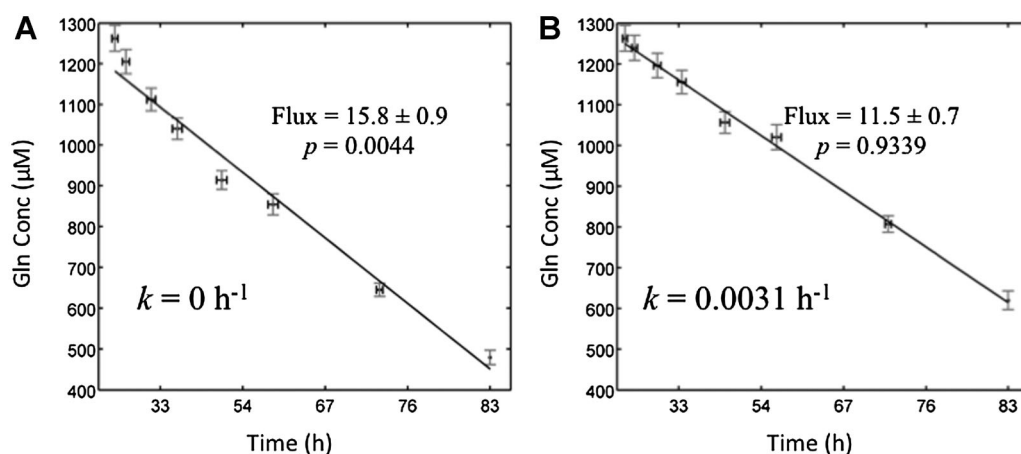 A
1300
1200
1100
1000
900
800
700
600
500
400
Gln Conc (µM)
Flux = 15.8 ± 0.9
p = 0.0044
k = 0 h-1
33
54
67
76
83
Time (h)
B
1300
1200
1100
1000
900
800
700
600
500
400
Gln Conc (µM)
Flux = 11.5 ± 0.7
p = 0.9339
k = 0.0031 h-1
33
54
67
76
83
Time (h)